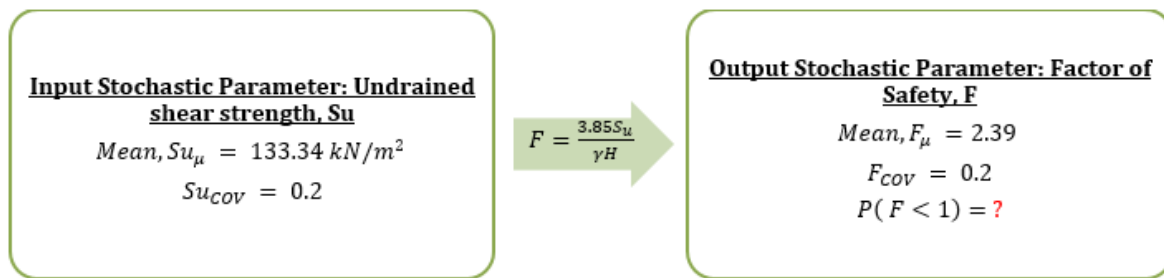 Input Stochastic Parameter: Undrained
shear strength, Su
Mean, Su_μ = 133.34 kN/m²
Su_COV = 0.2
F = 3.85S_u / γH
Output Stochastic Parameter: Factor of
Safety, F
Mean, F_μ = 2.39
F_COV = 0.2
P( F < 1) = ?